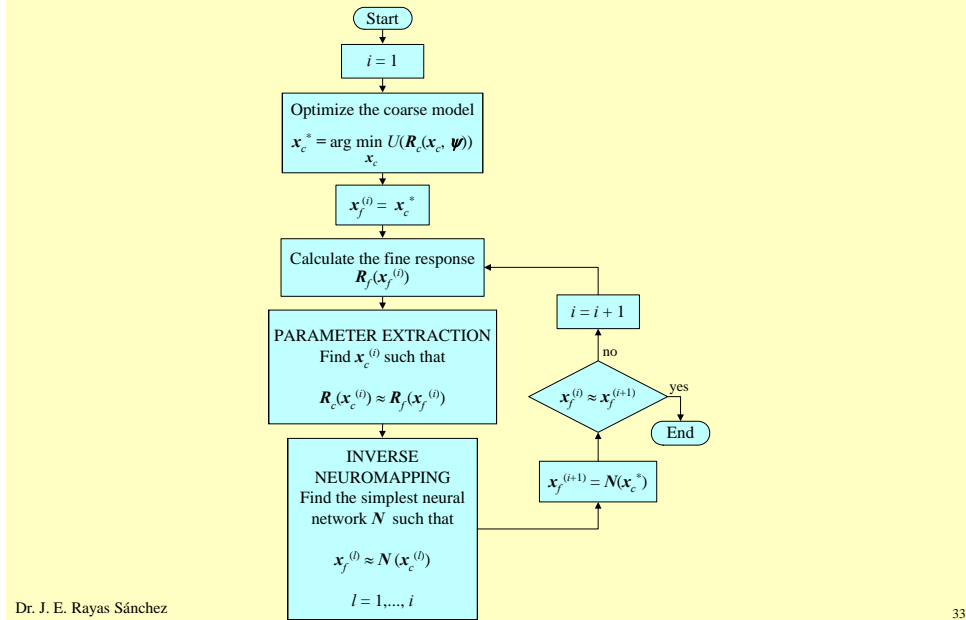 Start
i = 1
Optimize the coarse model
x_c^* = arg min U(R_c(x_c, ψ))
x_c
x_f^(i) = x_c^*
Calculate the fine response
R_f(x_f^(i))
PARAMETER EXTRACTION
Find x_c^(i) such that
R_c(x_c^(i)) ≈ R_f(x_f^(i))
INVERSE
NEUROMAPPING
Find the simplest neural
network N such that
x_f^(l) ≈ N (x_c^(l))
l = 1,..., i
x_f^(i+1) = N(x_c^*)
x_f^(i) ≈ x_f^(i+1)
yes
End
no
i = i + 1
Dr. J. E. Rayas Sánchez
33